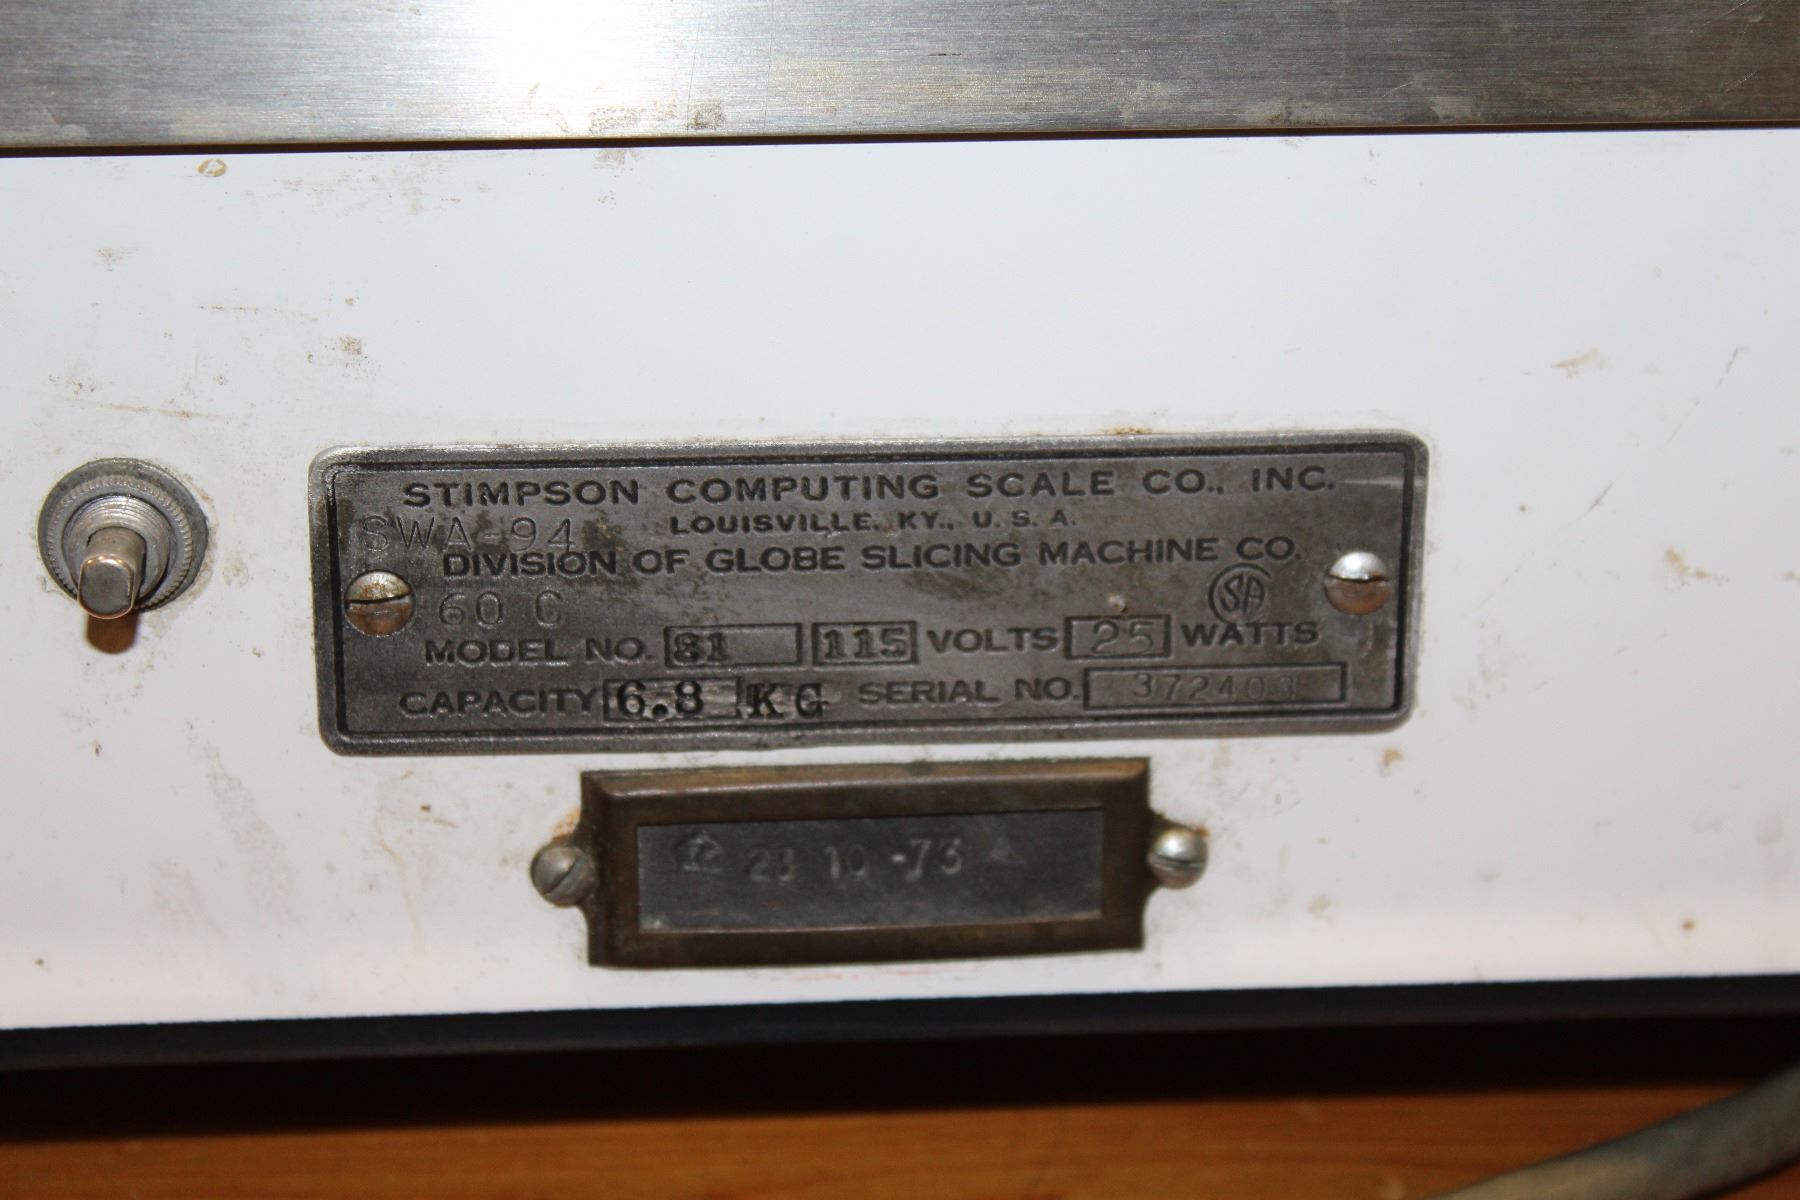 STIMPSON COMPUTING SCALE CO., INC.
SWA-94 LOUISVILLE, KY., U. S. A.
DIVISION OF GLOBE SLICING MACHINE CO.
60 C SA
MODEL NO. 81 115 VOLTS 25 WATTS
CAPACITY 6.8 KG SERIAL NO. 372403
23 10 -73 A